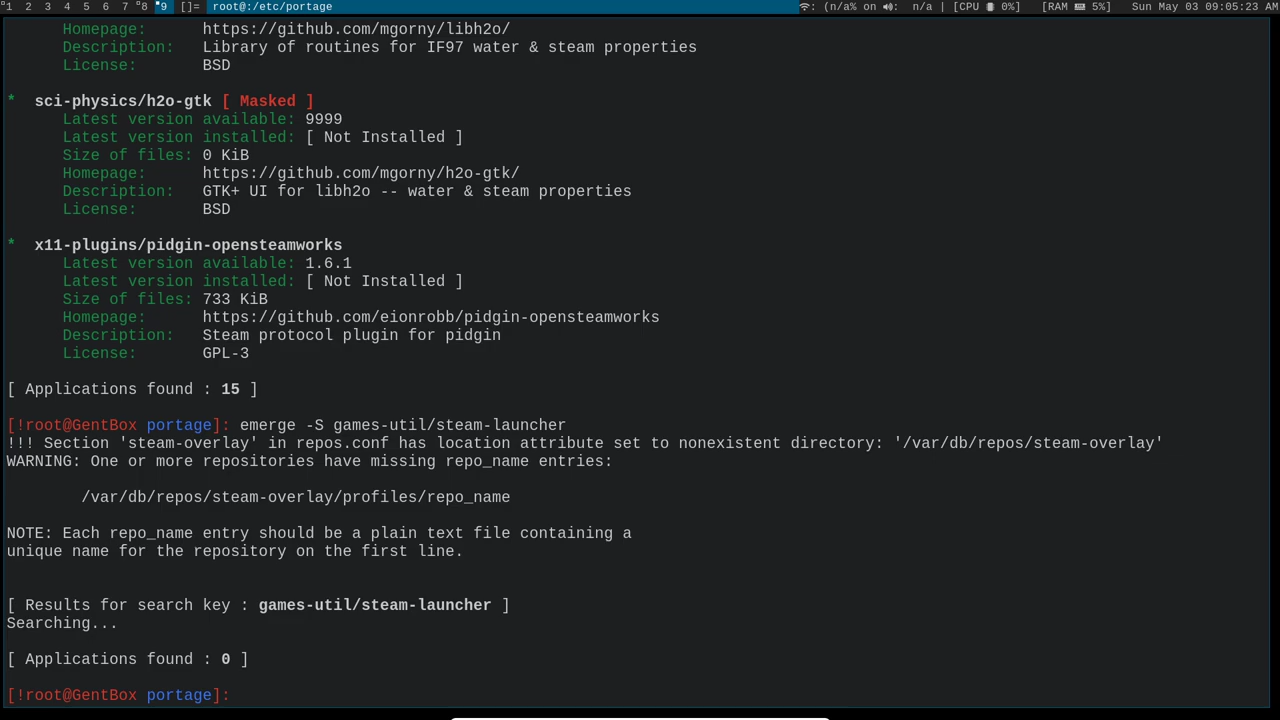 1 2 3 4 5 6 7 8 9 []= root@:/etc/portage : (n/a% on : n/a | [CPU 0%] [RAM 5%] Sun May 03 09:05:23 AM
Homepage: https://github.com/mgorny/libh2o/
Description: Library of routines for IF97 water & steam properties
License: BSD
* sci-physics/h2o-gtk [ Masked ]
Latest version available: 9999
Latest version installed: [ Not Installed ]
Size of files: 0 KiB
Homepage: https://github.com/mgorny/h2o-gtk/
Description: GTK+ UI for libh2o -- water & steam properties
License: BSD
* x11-plugins/pidgin-opensteamworks
Latest version available: 1.6.1
Latest version installed: [ Not Installed ]
Size of files: 733 KiB
Homepage: https://github.com/eionrobb/pidgin-opensteamworks
Description: Steam protocol plugin for pidgin
License: GPL-3
[ Applications found : 15 ]
[!root@GentBox portage]: emerge -S games-util/steam-launcher
!!! Section 'steam-overlay' in repos.conf has location attribute set to nonexistent directory: '/var/db/repos/steam-overlay'
WARNING: One or more repositories have missing repo_name entries:
/var/db/repos/steam-overlay/profiles/repo_name
NOTE: Each repo_name entry should be a plain text file containing a
unique name for the repository on the first line.
[ Results for search key : games-util/steam-launcher ]
Searching...
[ Applications found : 0 ]
[!root@GentBox portage]: